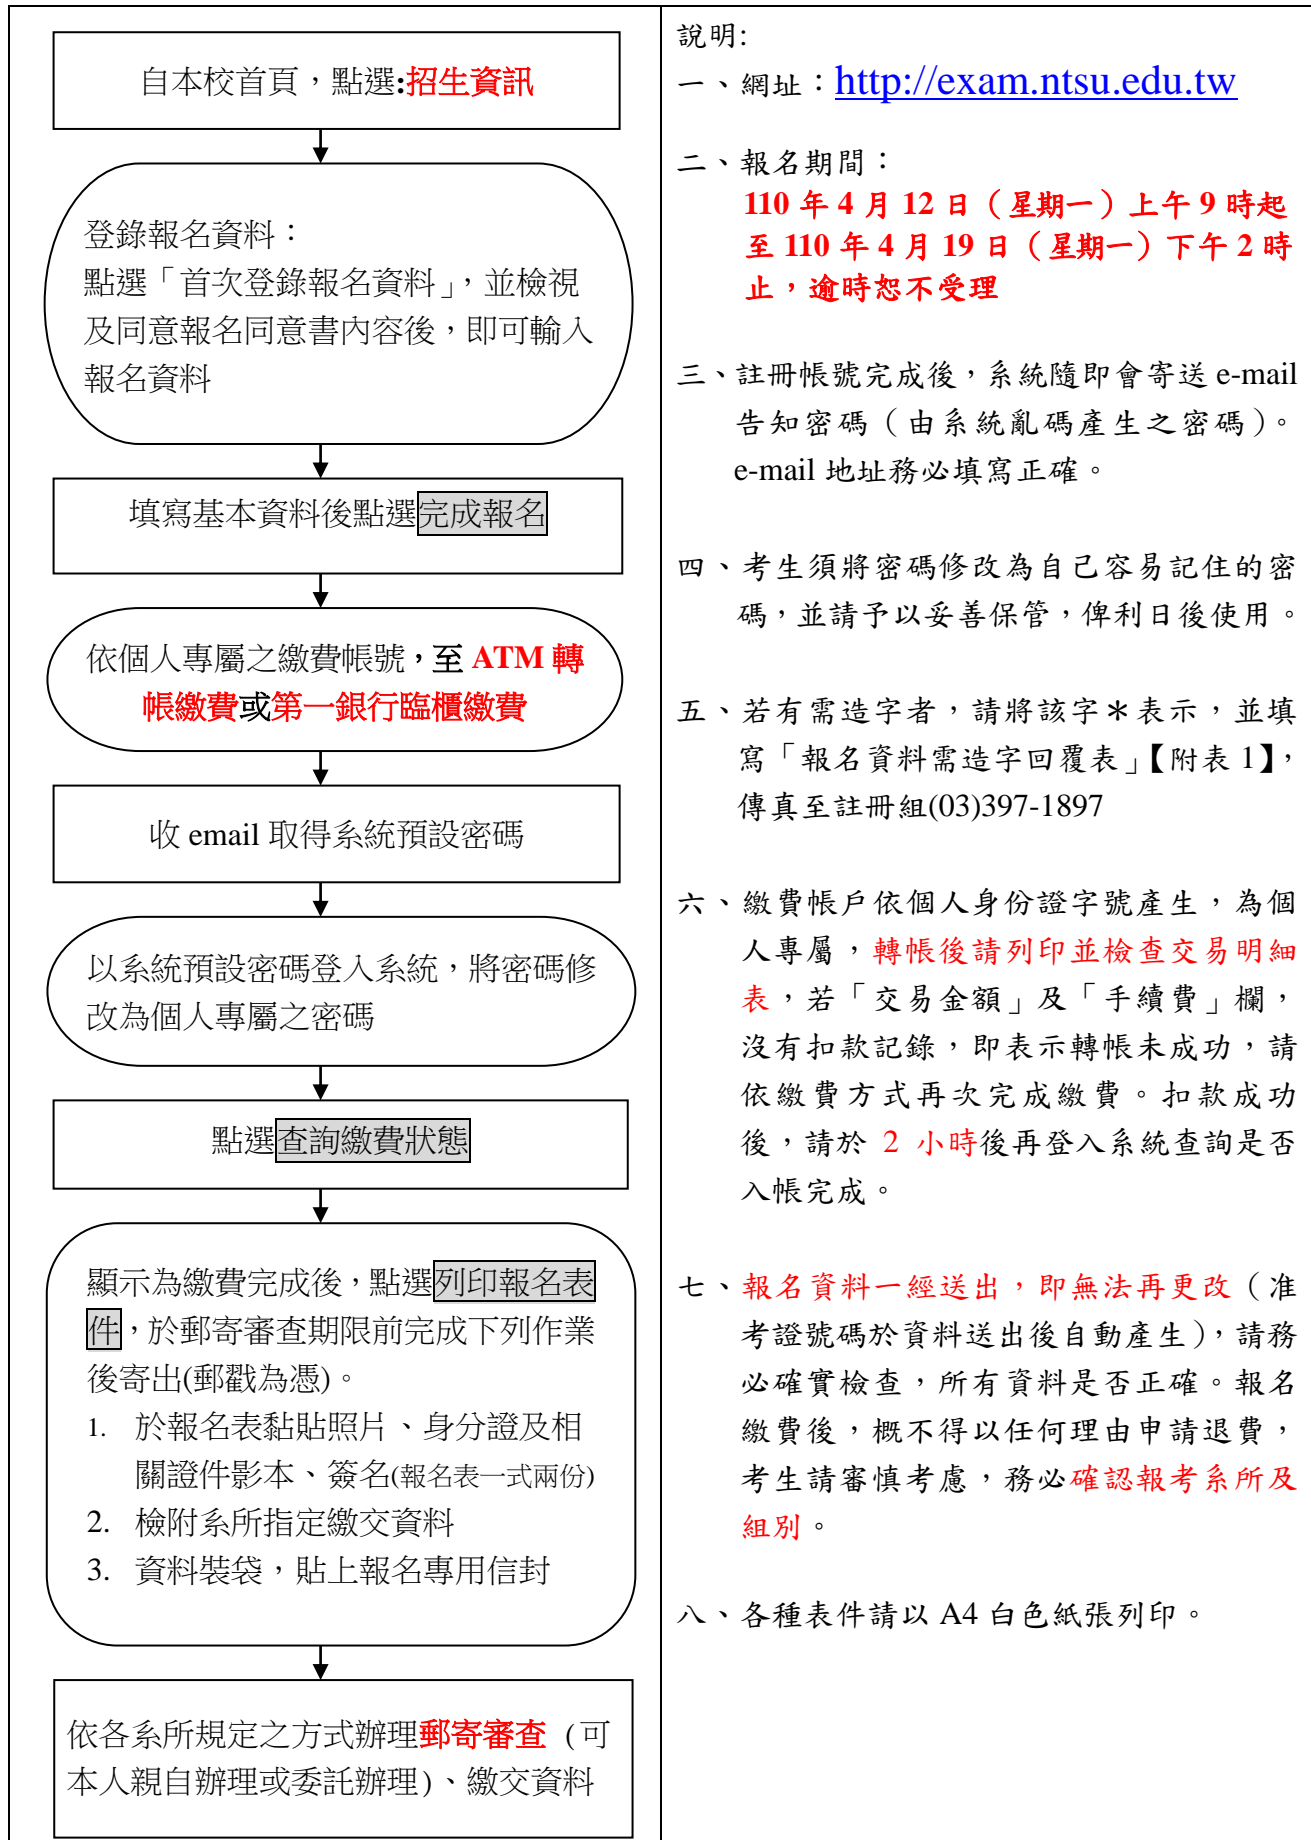 自本校首頁，點選:招生資訊
登錄報名資料：
點選「首次登錄報名資料」，並檢視
及同意報名同意書內容後，即可輸入
報名資料
填寫基本資料後點選完成報名
依個人專屬之繳費帳號，至 ATM 轉
帳繳費或第一銀行臨櫃繳費
收 email 取得系統預設密碼
以系統預設密碼登入系統，將密碼修
改為個人專屬之密碼
點選查詢繳費狀態
顯示為繳費完成後，點選列印報名表
件，於郵寄審查期限前完成下列作業
後寄出(郵戳為憑)。
1. 於報名表黏貼照片、身分證及相
關證件影本、簽名(報名表一式兩份)
2. 檢附系所指定繳交資料
3. 資料裝袋，貼上報名專用信封
依各系所規定之方式辦理郵寄審查 (可
本人親自辦理或委託辦理)、繳交資料
說明:
一、網址：http://exam.ntsu.edu.tw
二、報名期間：
110 年 4 月 12 日（星期一）上午 9 時起
至 110 年 4 月 19 日（星期一）下午 2 時
止，逾時恕不受理
三、註冊帳號完成後，系統隨即會寄送 e-mail
告知密碼（由系統亂碼產生之密碼）。
e-mail 地址務必填寫正確。
四、考生須將密碼修改為自己容易記住的密
碼，並請予以妥善保管，俾利日後使用。
五、若有需造字者，請將該字＊表示，並填
寫「報名資料需造字回覆表」【附表 1】，
傳真至註冊組(03)397-1897
六、繳費帳戶依個人身份證字號產生，為個
人專屬，轉帳後請列印並檢查交易明細
表，若「交易金額」及「手續費」欄，
沒有扣款記錄，即表示轉帳未成功，請
依繳費方式再次完成繳費。扣款成功
後，請於 2 小時後再登入系統查詢是否
入帳完成。
七、報名資料一經送出，即無法再更改（准
考證號碼於資料送出後自動產生），請務
必確實檢查，所有資料是否正確。報名
繳費後，概不得以任何理由申請退費，
考生請審慎考慮，務必確認報考系所及
組別。
八、各種表件請以 A4 白色紙張列印。